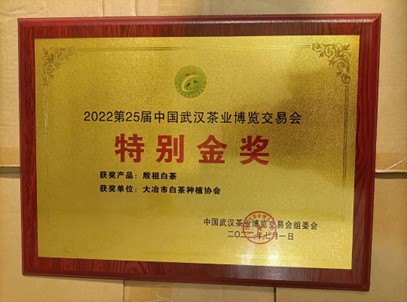 2022第25届中国武汉茶业博览交易会
特别金奖
获奖产品：殷祖白茶
获奖单位：大冶市白茶种植协会
中国武汉茶业博览交易会组委会
二〇二二年七月一日